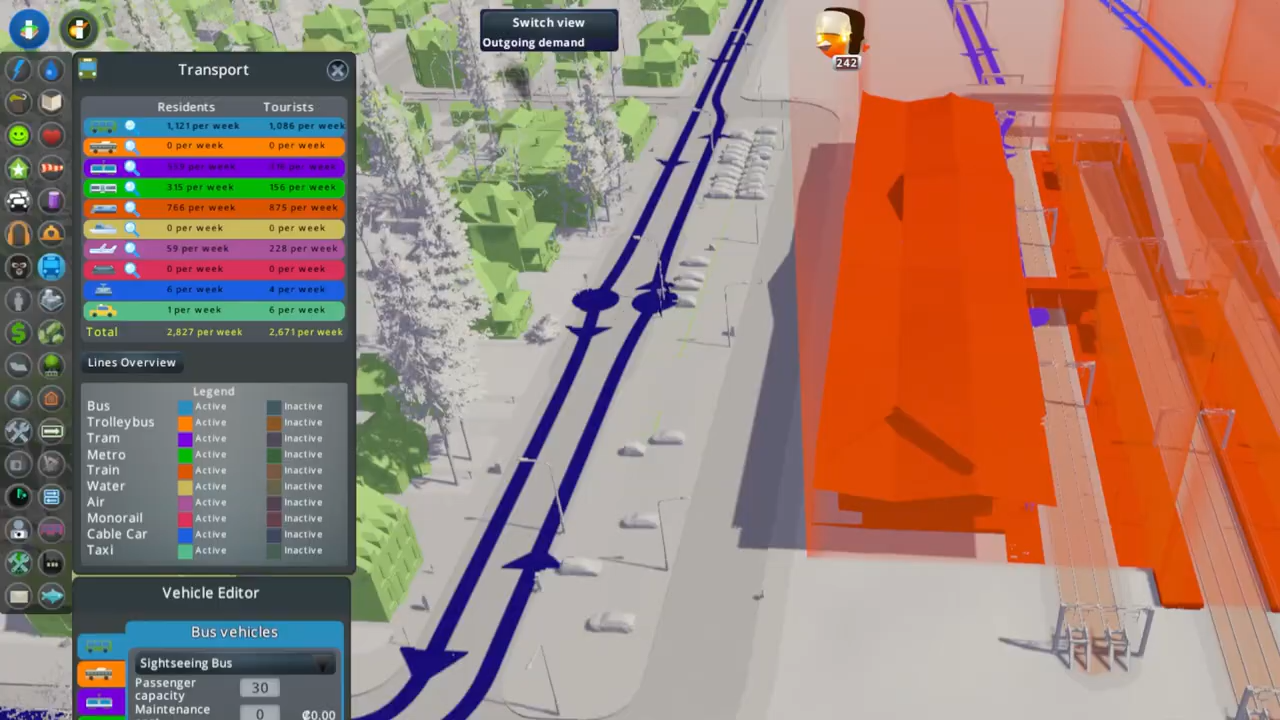 Switch view
Outgoing demand
242
Transport
Residents Tourists
1,121 per week 1,086 per week
0 per week 0 per week
per week per week
315 per week 156 per week
766 per week 875 per week
0 per week 0 per week
59 per week 228 per week
0 per week 0 per week
6 per week 4 per week
1 per week 6 per week
Total 2,827 per week 2,671 per week
Lines Overview
Legend
Bus Active Inactive
Trolleybus Active Inactive
Tram Active Inactive
Metro Active Inactive
Train Active Inactive
Water Active Inactive
Air Active Inactive
Monorail Active Inactive
Cable Car Active Inactive
Taxi Active Inactive
Vehicle Editor
Bus vehicles
Sightseeing Bus
Passenger
capacity 30
Maintenance
0 ₡0.00